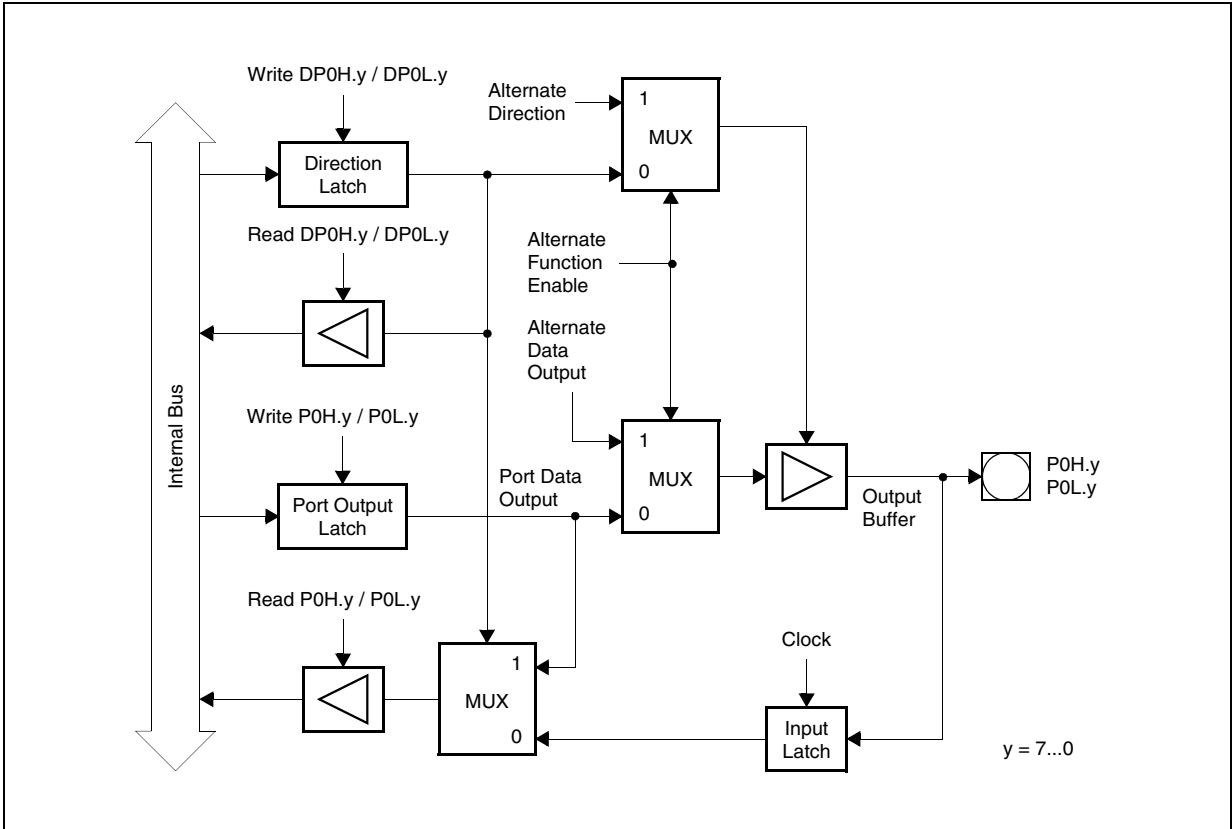 Write DP0H.y / DP0L.y
Alternate
Direction
1
MUX
0
Direction
Latch
Read DP0H.y / DP0L.y
Alternate
Function
Enable
Alternate
Data
Output
Internal Bus
Write P0H.y / P0L.y
Port Output
Latch
Port Data
Output
1
MUX
0
Output
Buffer
P0H.y
P0L.y
Read P0H.y / P0L.y
1
MUX
0
Clock
Input
Latch
y = 7...0